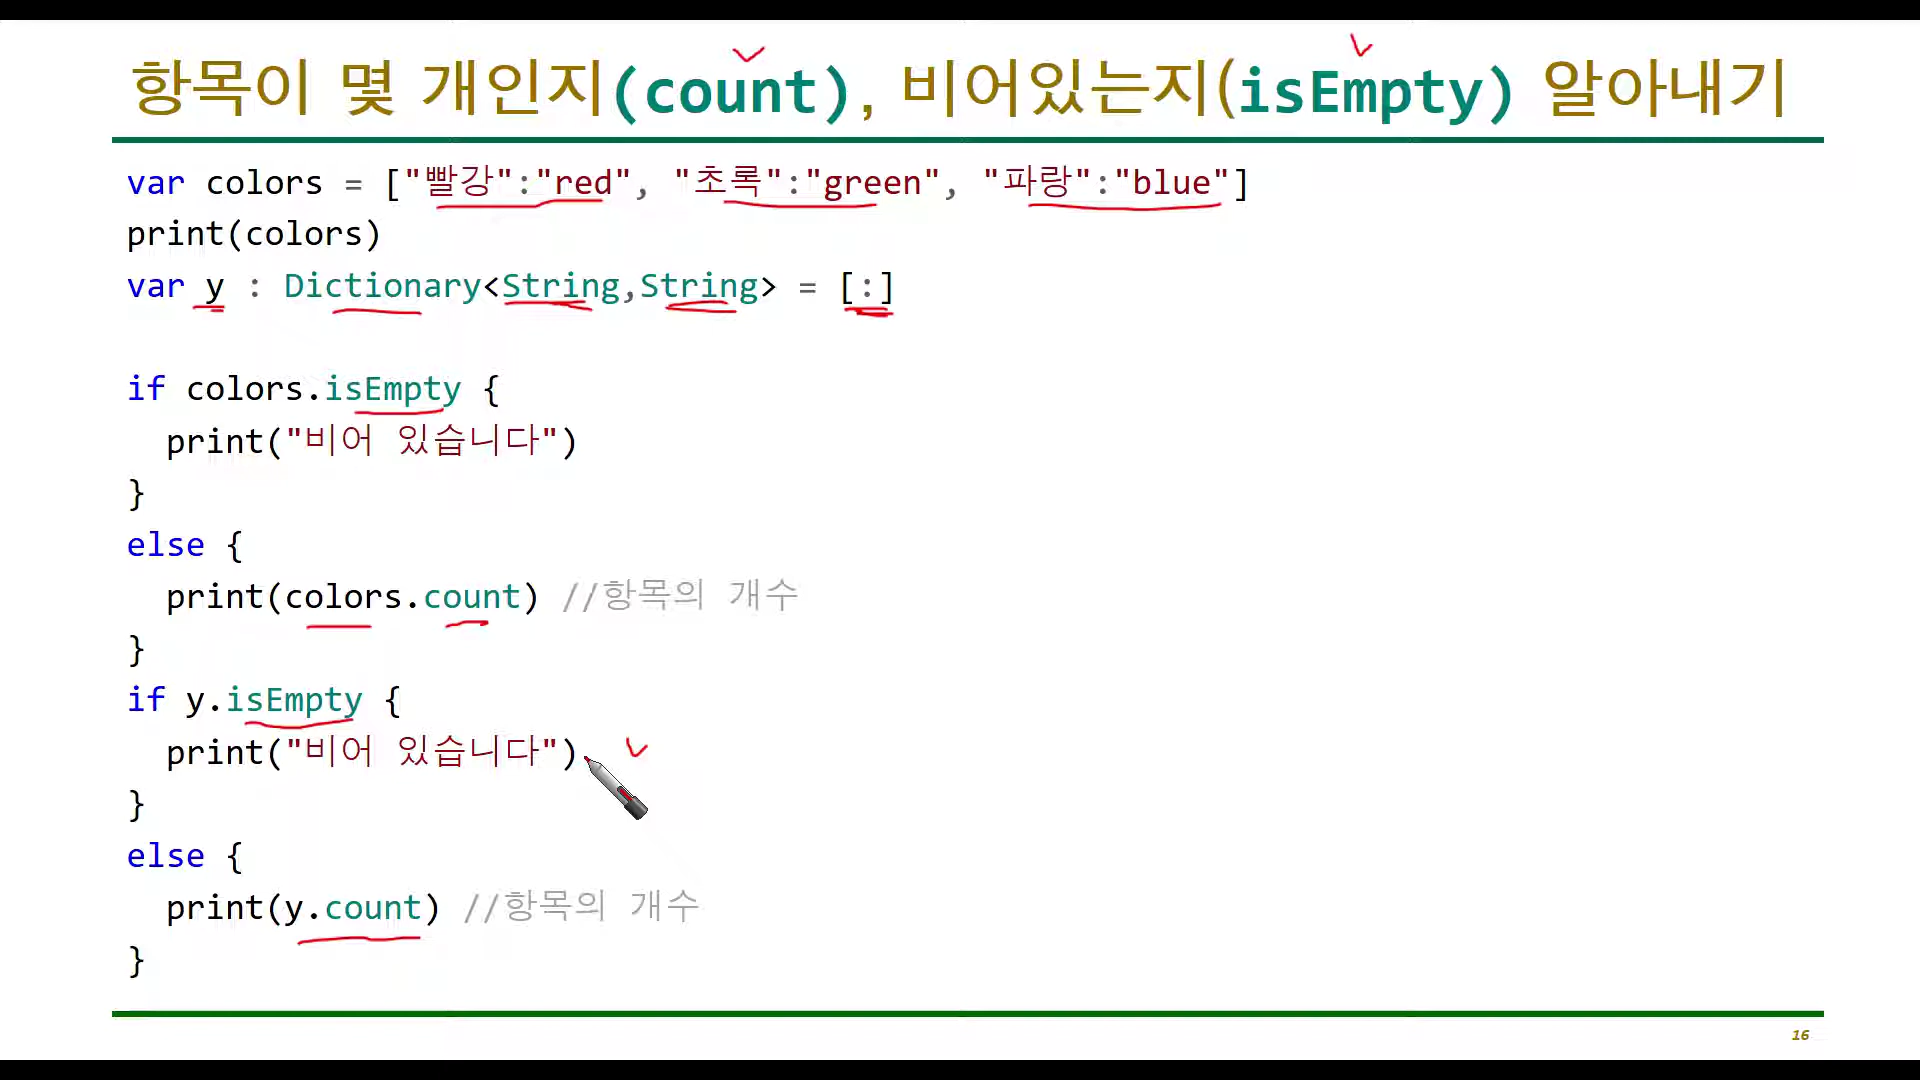 항목이 몇 개인지(count), 비어있는지(isEmpty) 알아내기
var colors = ["빨강":"red", "초록":"green", "파랑":"blue"]
print(colors)
var y : Dictionary<String,String> = [:]
if colors.isEmpty {
  print("비어 있습니다")
}
else {
  print(colors.count) //항목의 개수
}
if y.isEmpty {
  print("비어 있습니다")
}
else {
  print(y.count) //항목의 개수
}
16